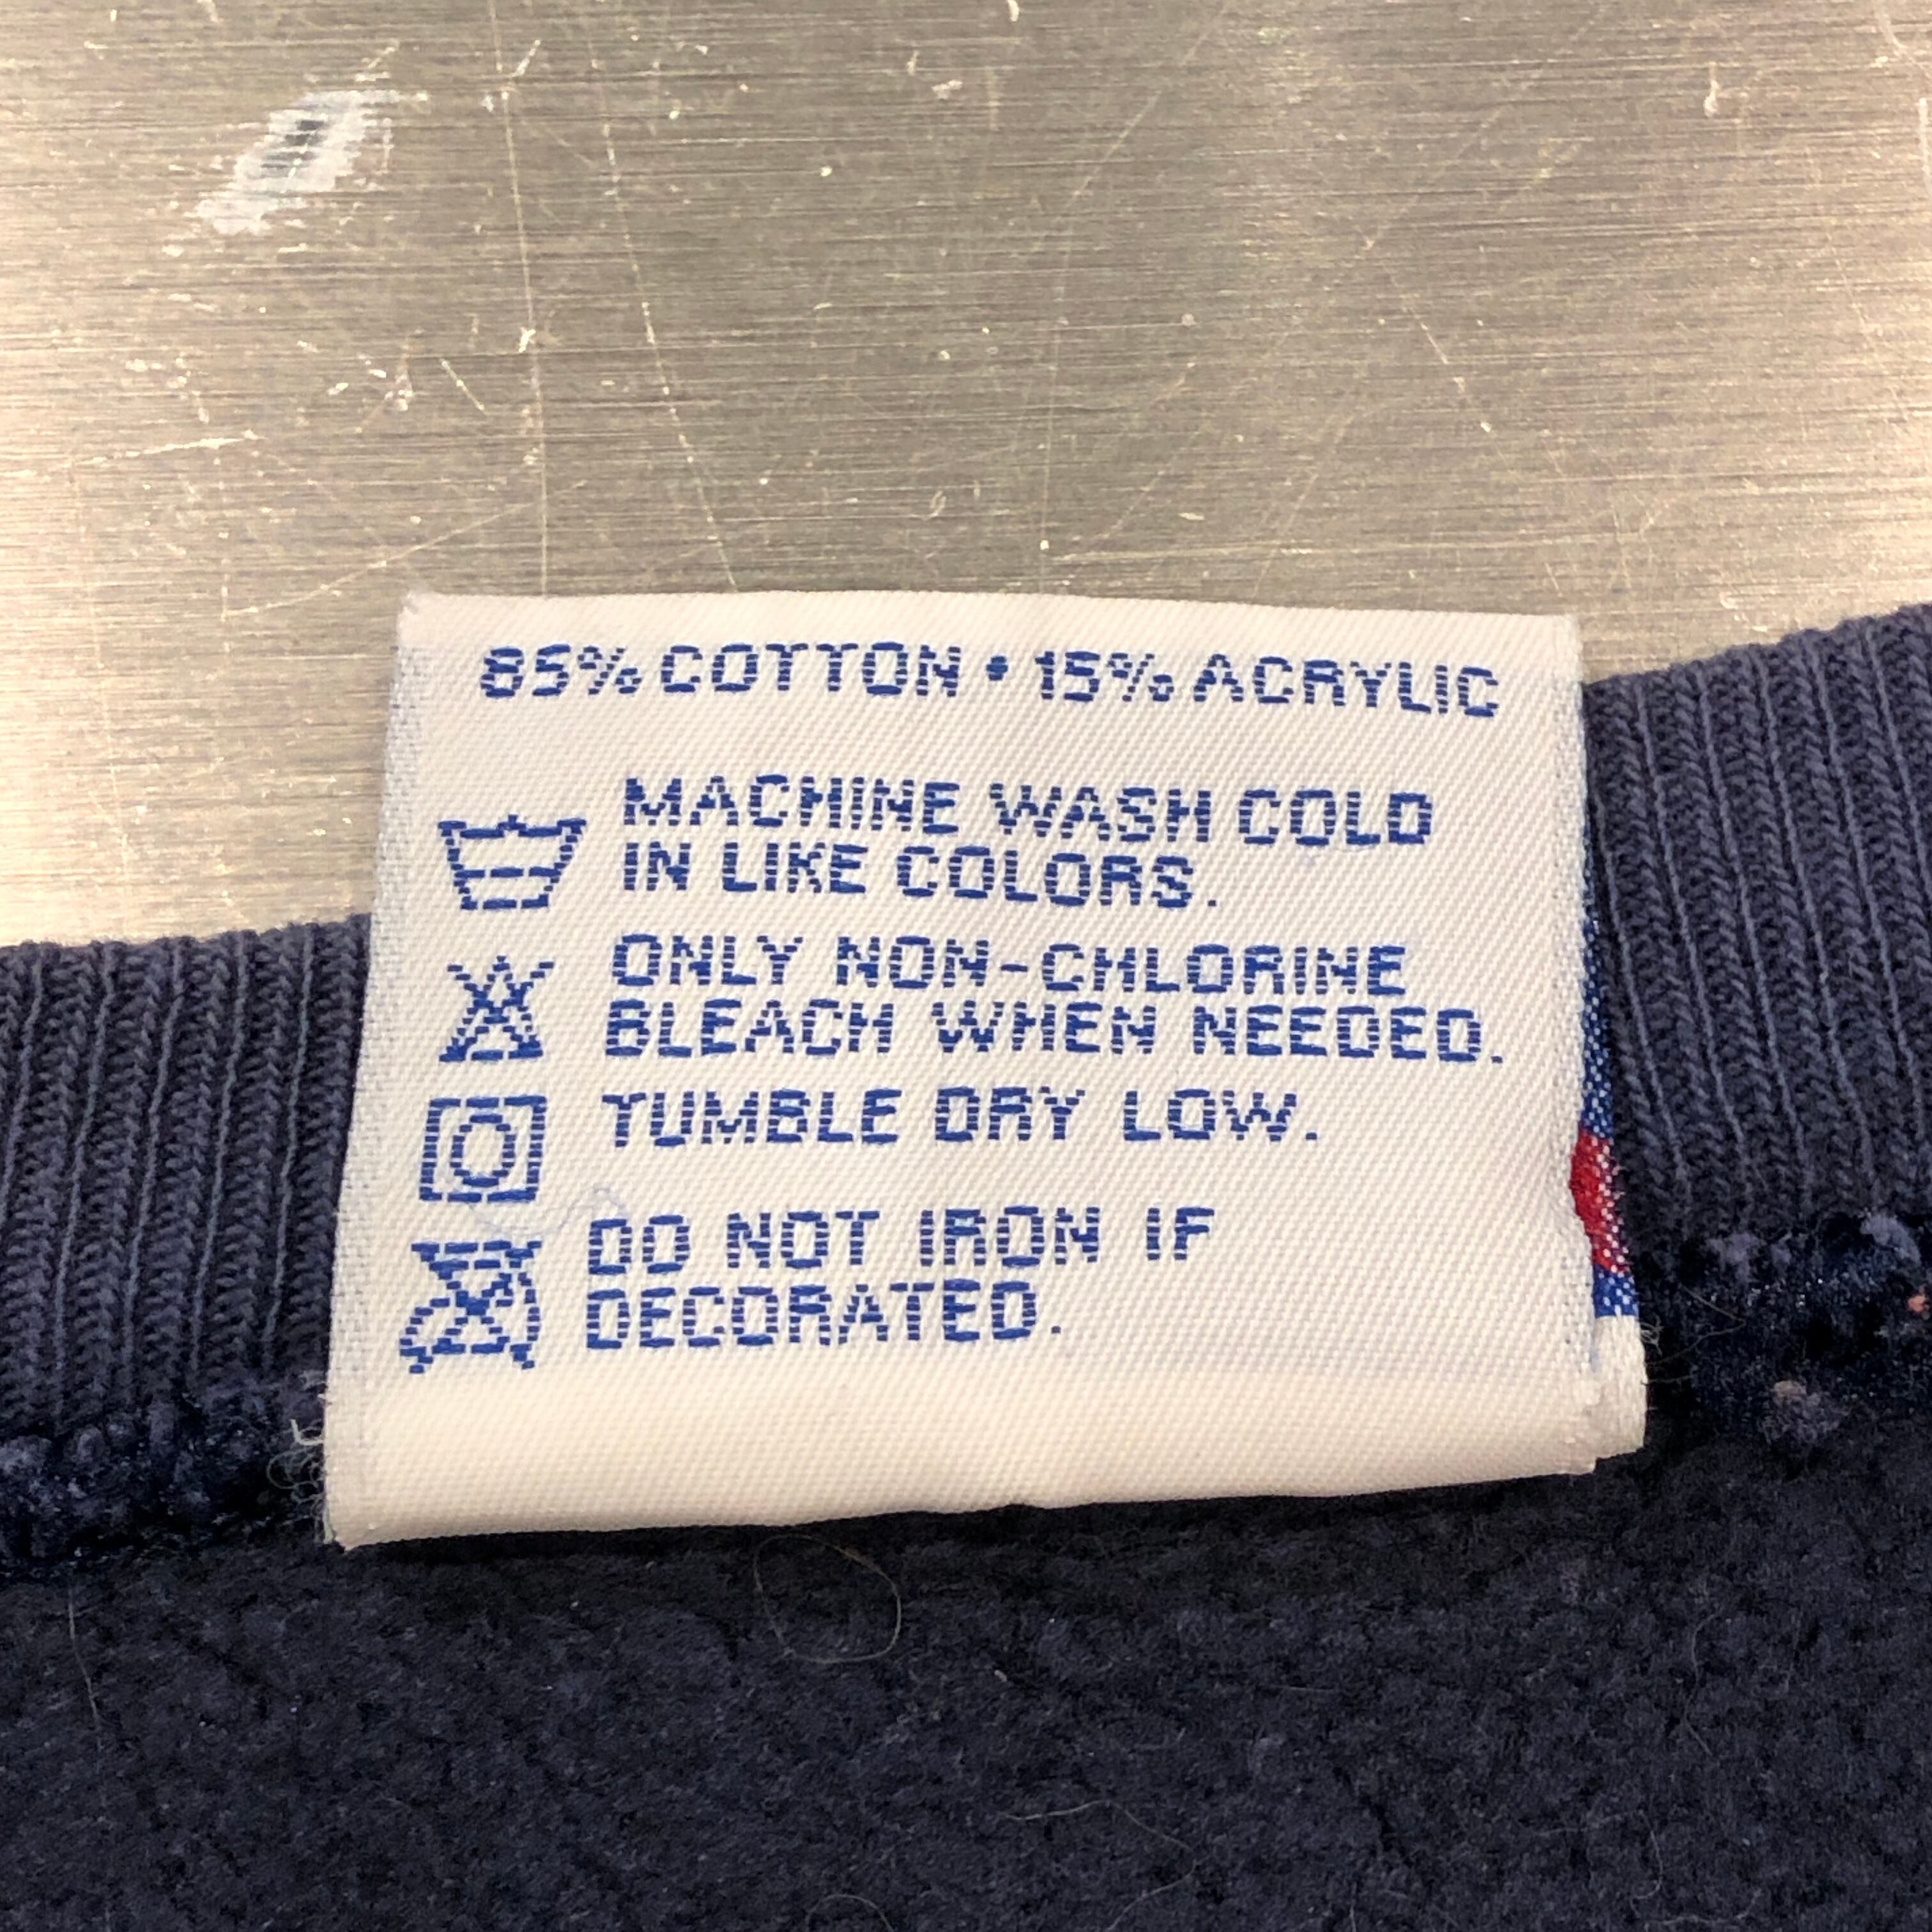 85% COTTON • 15% ACRYLIC
MACHINE WASH COLD
IN LIKE COLORS.
ONLY NON-CHLORINE
BLEACH WHEN NEEDED.
TUMBLE DRY LOW.
DO NOT IRON IF
DECORATED.